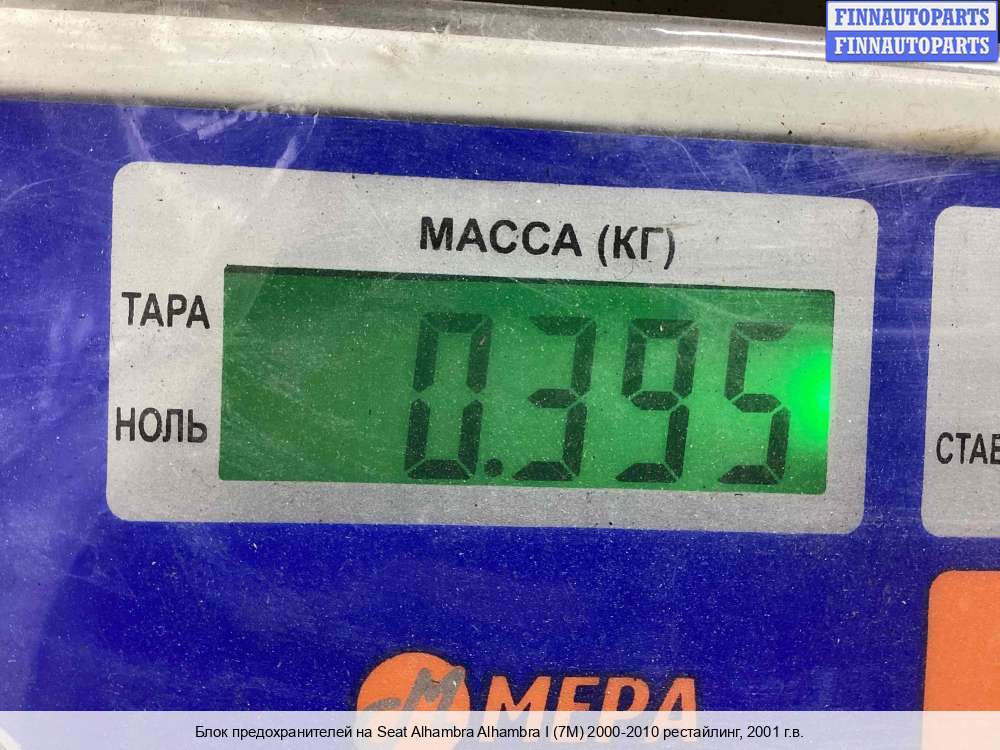 FINNAUTOPARTS
FINNAUTOPARTS
МАССА (КГ)
ТАРА
0.395
НОЛЬ
МЕРА
Блок предохранителей на Seat Alhambra Alhambra I (7M) 2000-2010 рестайлинг, 2001 г.в.